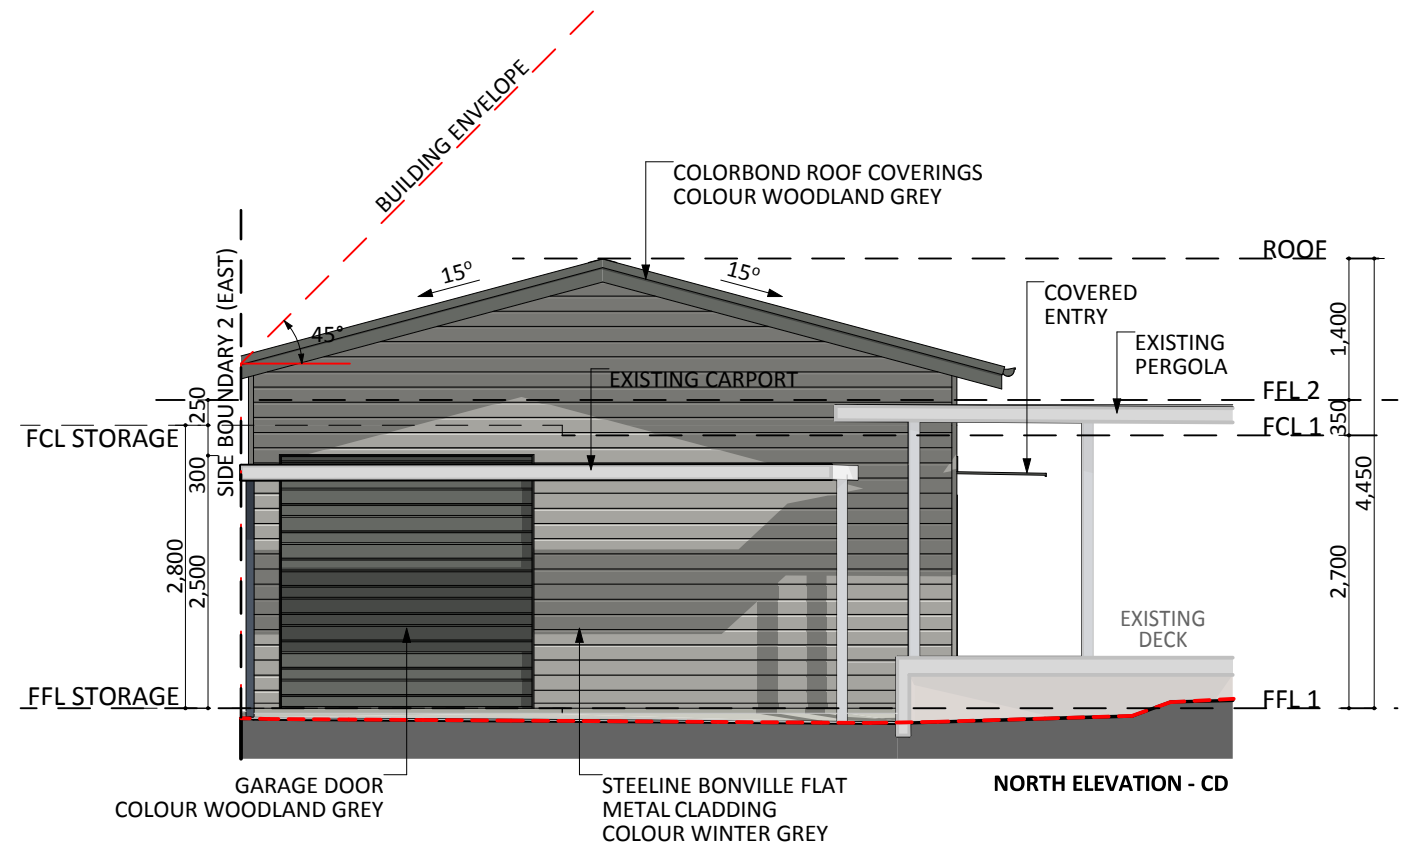 BUILDING ENVELOPE
COLORBOND ROOF COVERINGS
COLOUR WOODLAND GREY
ROOF
15°
15°
SIDE BOUNDARY 2 (EAST)
45°
COVERED
ENTRY
EXISTING
PERGOLA
1,400
EXISTING CARPORT
FFL 2
250
350
FCL 1
FCL STORAGE
300
4,450
2,800
2,500
2,700
EXISTING
DECK
FFL STORAGE
FFL 1
GARAGE DOOR
COLOUR WOODLAND GREY
STEELINE BONVILLE FLAT
METAL CLADDING
COLOUR WINTER GREY
NORTH ELEVATION - CD